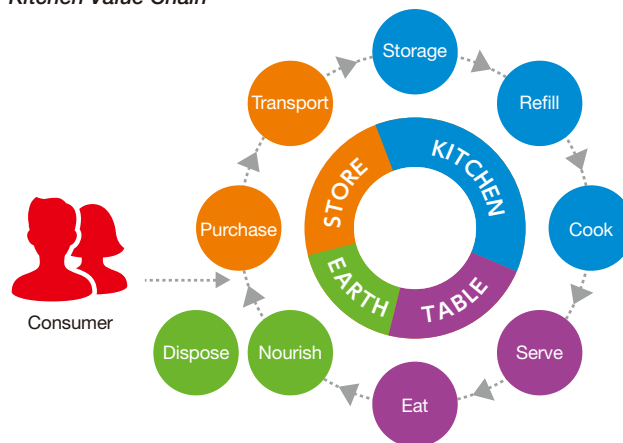 Kitchen Value Chain
Storage
Transport
Refill
KITCHEN
STORE
Purchase
Cook
EARTH
TABLE
Consumer
Dispose
Nourish
Serve
Eat